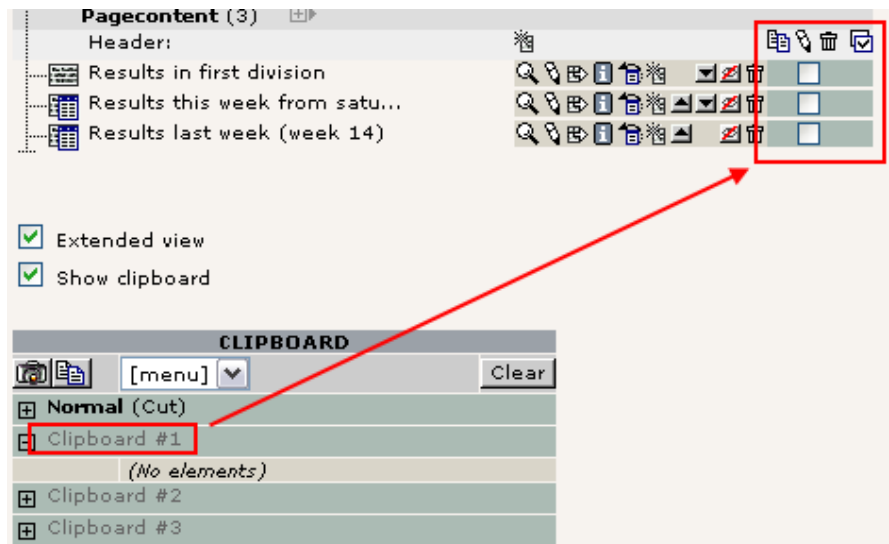 Pagecontent (3)
Header:
Results in first division
Results this week from satu...
Results last week (week 14)
Extended view
Show clipboard
CLIPBOARD
[menu] Clear
Normal (Cut)
Clipboard #1
(No elements)
Clipboard #2
Clipboard #3